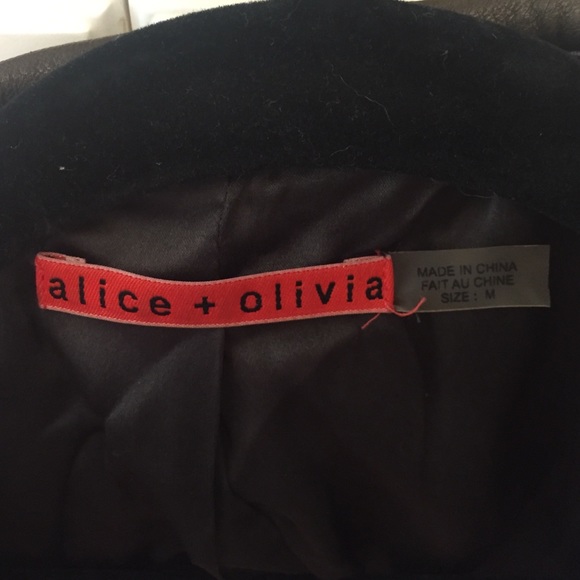 alice + olivia
MADE IN CHINA
FAIT AU CHINE
SIZE : M